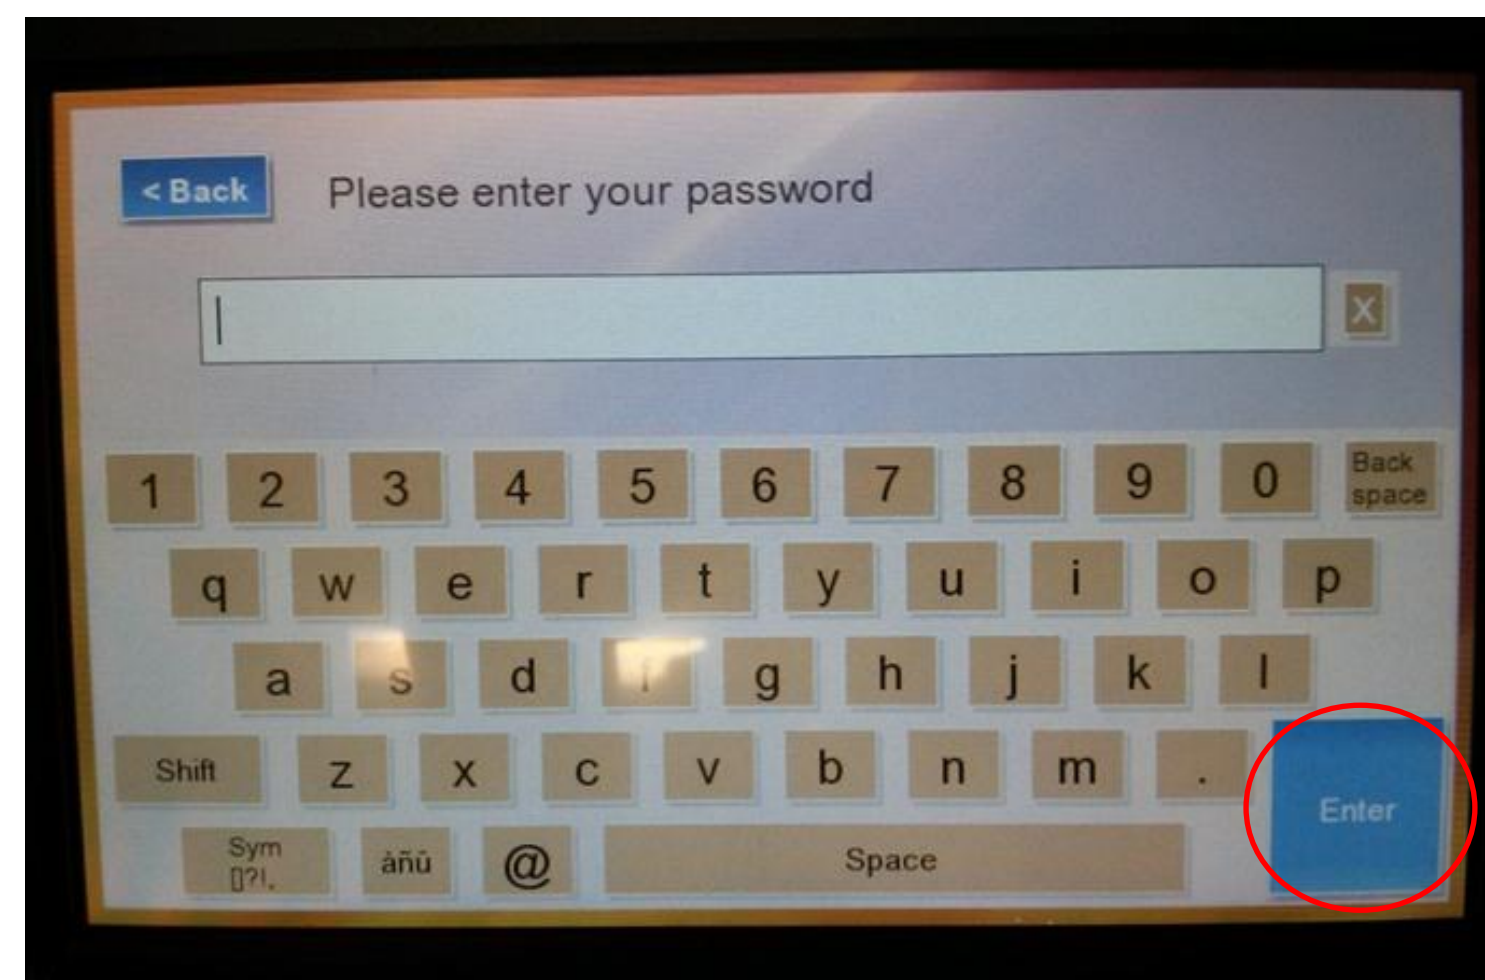 < Back Please enter your password
X
1 2 3 4 5 6 7 8 9 0 Back space
q w e r t y u i o p
a s d f g h j k l
Shift z x c v b n m .
Enter
Sym àñû @ Space
[]?!,